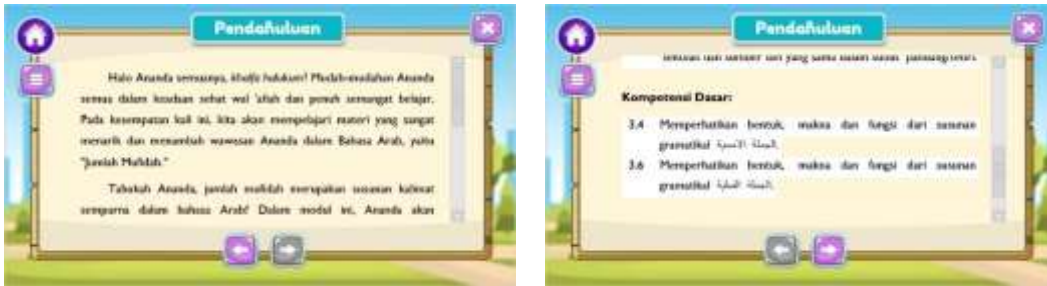 Pendahuluan
Halo Ananda semuanya, khaifa halukum? Mudah-mudahan Ananda
semua dalam keadaan sehat wal 'afiah dan penuh semangat belajar.
Pada kesempatan kali ini, kita akan mempelajari materi yang sangat
menarik dan menambah wawasan Ananda dalam Bahasa Arab, yaitu
"Jumlah Mufidah."
Tahukah Ananda, jumlah mufidah merupakan susunan kalimat
sempurna dalam bahasa Arab? Dalam modul ini, Ananda akan
Pendahuluan
yang sama dalam
Kompetensi Dasar:
3.4 Memperhatikan bentuk, makna dan fungsi dari susunan
gramatikal الجملة الاسمية.
3.6 Memperhatikan bentuk, makna dan fungsi dari susunan
gramatikal الجملة الفعلية.